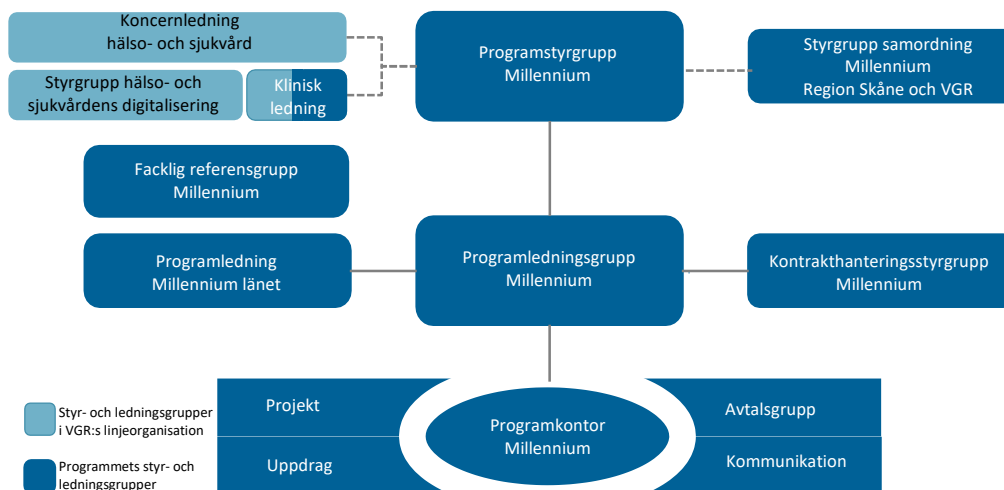 Koncernledning
hälso- och sjukvård
Programstyrgrupp
Millennium
Styrgrupp samordning
Millennium
Region Skåne och VGR
Styrgrupp hälso- och
sjukvårdens digitalisering
Klinisk
ledning
Facklig referensgrupp
Millennium
Programledning
Millennium länet
Programledningsgrupp
Millennium
Kontrakthanteringsstyrgrupp
Millennium
Styr- och ledningsgrupper
i VGR:s linjeorganisation
Programmets styr- och
ledningsgrupper
Projekt
Uppdrag
Programkontor
Millennium
Avtalsgrupp
Kommunikation